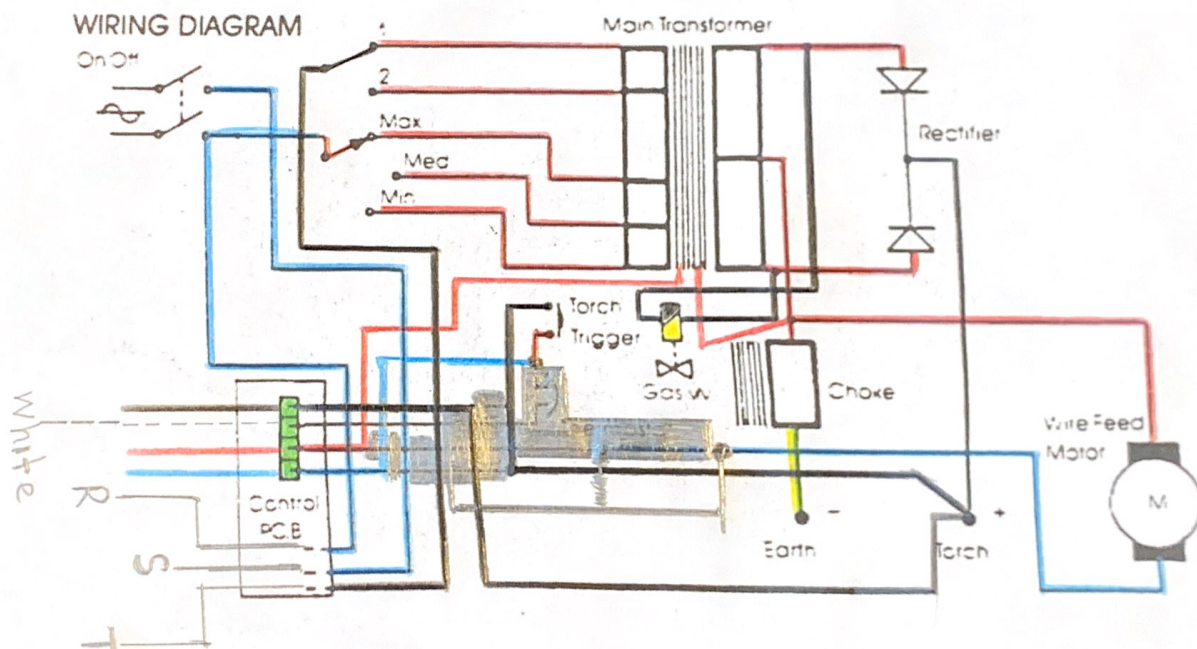 WIRING DIAGRAM
On Off
1
2
Max
Med
Min
Main Transformer
Rectifier
Torch
Trigger
Gas VV
Choke
Wire Feed
Motor
M
White
R
S
T
Control
P.C.B
Earth
-
Torch
+